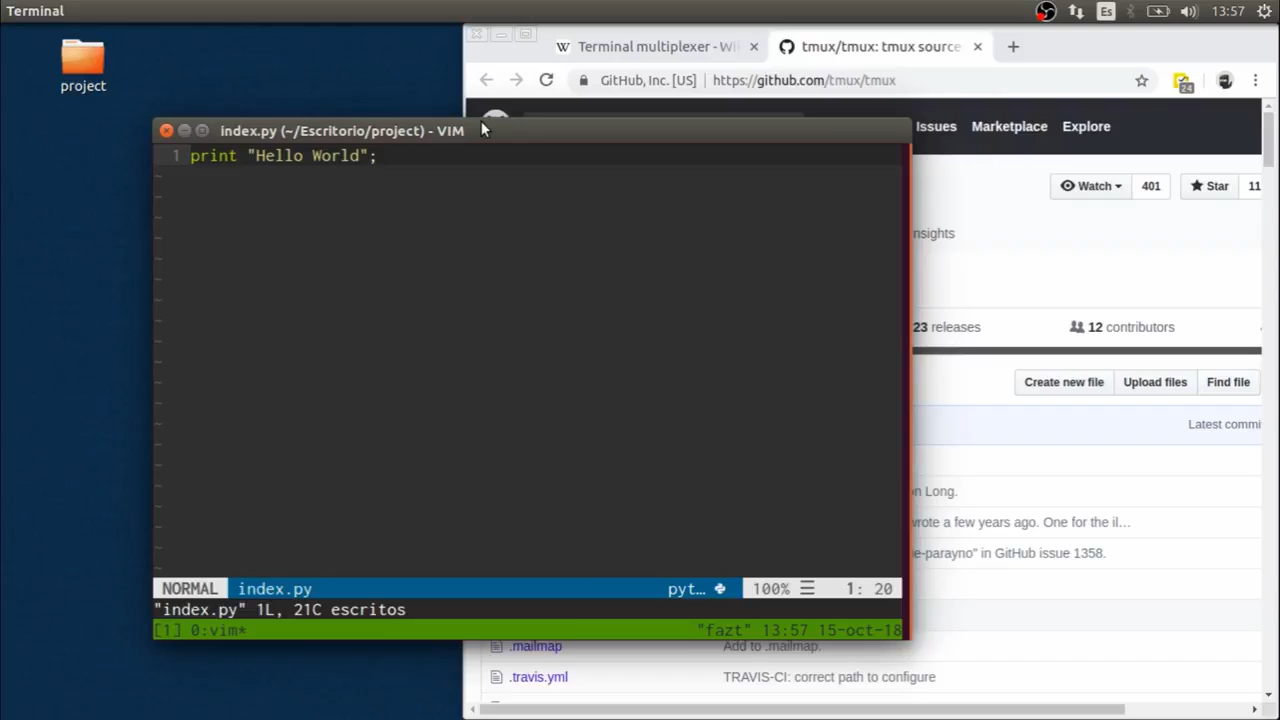 Terminal
Es
13:57
project
Terminal multiplexer - Wi
tmux/tmux: tmux source
GitHub, Inc. [US] | https://github.com/tmux/tmux
24
Issues Marketplace Explore
index.py (~/Escritorio/project) - VIM
1 print "Hello World";
Watch 401 Star 11
nsights
23 releases 12 contributors
Create new file Upload files Find file
Latest commi
on Long.
wrote a few years ago. One for the il…
e-parayno" in GitHub issue 1358.
NORMAL index.py pyt… 100% ☰ 1: 20
"index.py" 1L, 21C escritos
[1] 0:vim* "fazt" 13:57 15-oct-18
.mailmap Add to .mailmap.
.travis.yml TRAVIS-CI: correct path to configure